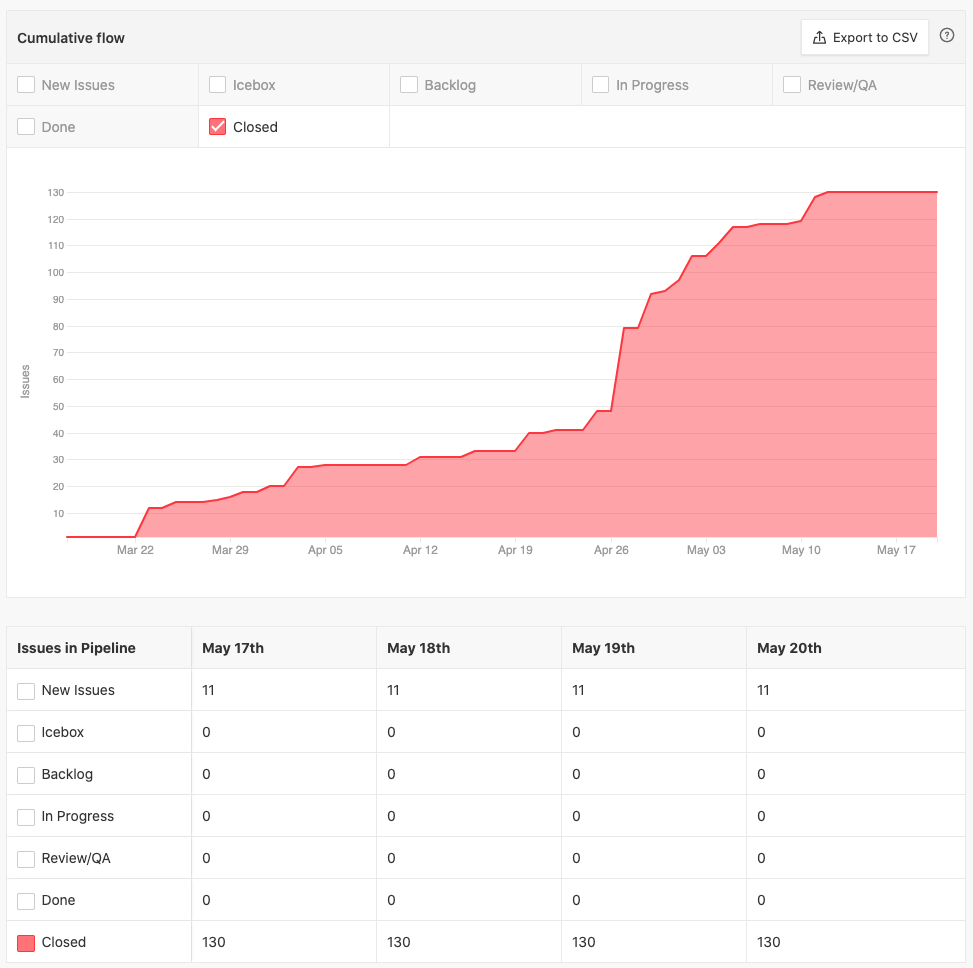 Cumulative flow
Export to CSV
?
New Issues Icebox Backlog In Progress Review/QA
Done Closed
130
120
110
100
90
80
70
60
50
40
30
20
10
Issues
Mar 22 Mar 29 Apr 05 Apr 12 Apr 19 Apr 26 May 03 May 10 May 17
Issues in Pipeline May 17th May 18th May 19th May 20th
New Issues 11 11 11 11
Icebox 0 0 0 0
Backlog 0 0 0 0
In Progress 0 0 0 0
Review/QA 0 0 0 0
Done 0 0 0 0
Closed 130 130 130 130